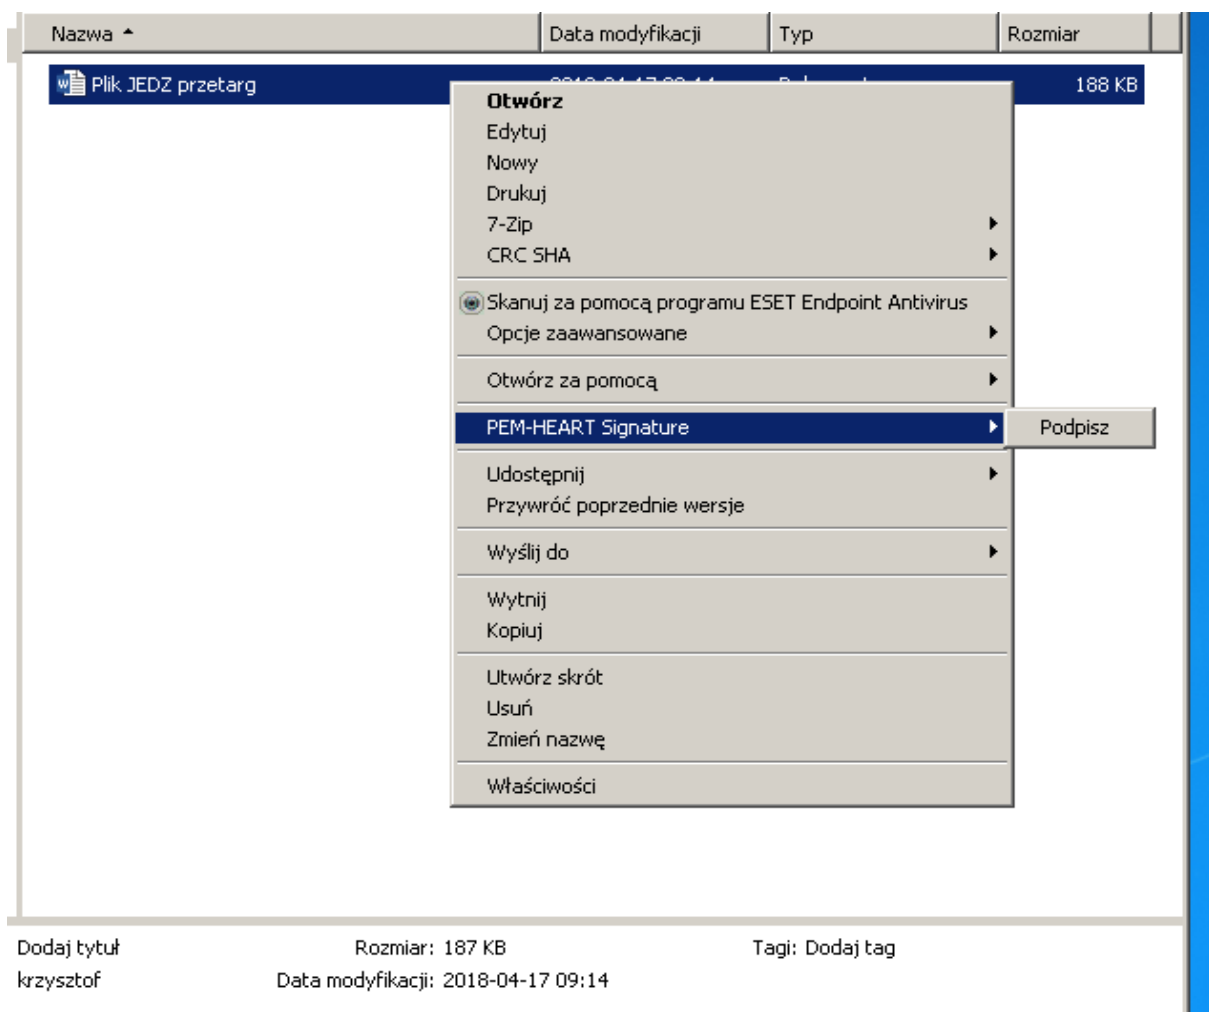 Nazwa Data modyfikacji Typ Rozmiar
Plik JEDZ przetarg 188 KB
Otwórz
Edytuj
Nowy
Drukuj
7-Zip
CRC SHA
Skanuj za pomocą programu ESET Endpoint Antivirus
Opcje zaawansowane
Otwórz za pomocą
PEM-HEART Signature Podpisz
Udostępnij
Przywróć poprzednie wersje
Wyślij do
Wytnij
Kopiuj
Utwórz skrót
Usuń
Zmień nazwę
Właściwości
Dodaj tytuł Rozmiar: 187 KB Tagi: Dodaj tag
krzysztof Data modyfikacji: 2018-04-17 09:14